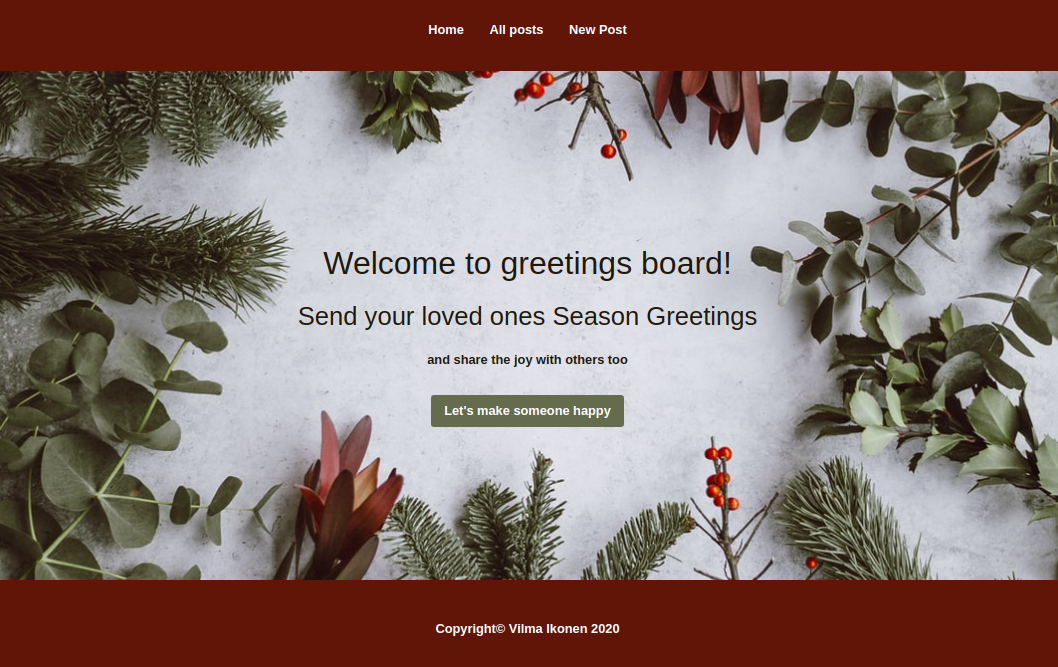 Home All posts New Post
Welcome to greetings board!
Send your loved ones Season Greetings
and share the joy with others too
Let's make someone happy
Copyright© Vilma Ikonen 2020